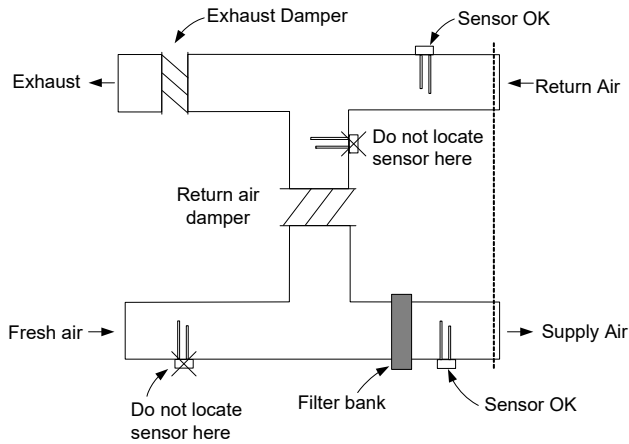 Exhaust Damper
Sensor OK
Exhaust
Return Air
Do not locate
sensor here
Return air
damper
Fresh air
Supply Air
Do not locate
sensor here
Filter bank
Sensor OK